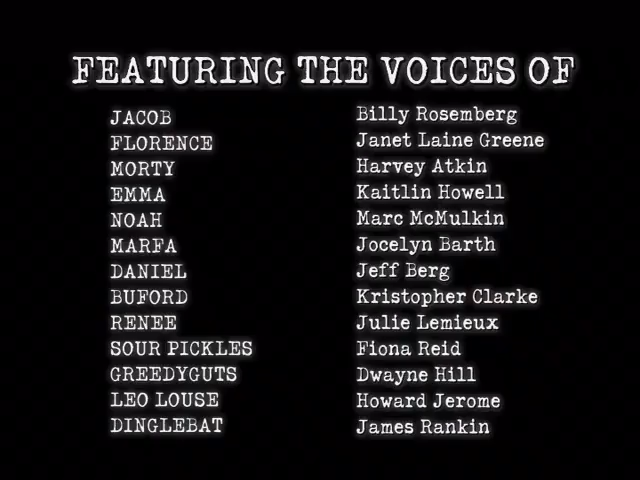 FEATURING THE VOICES OF
JACOB Billy Rosemberg
FLORENCE Janet Laine Greene
MORTY Harvey Atkin
EMMA Kaitlin Howell
NOAH Marc McMulkin
MARFA Jocelyn Barth
DANIEL Jeff Berg
BUFORD Kristopher Clarke
RENEE Julie Lemieux
SOUR PICKLES Fiona Reid
GREEDYGUTS Dwayne Hill
LEO LOUSE Howard Jerome
DINGLEBAT James Rankin